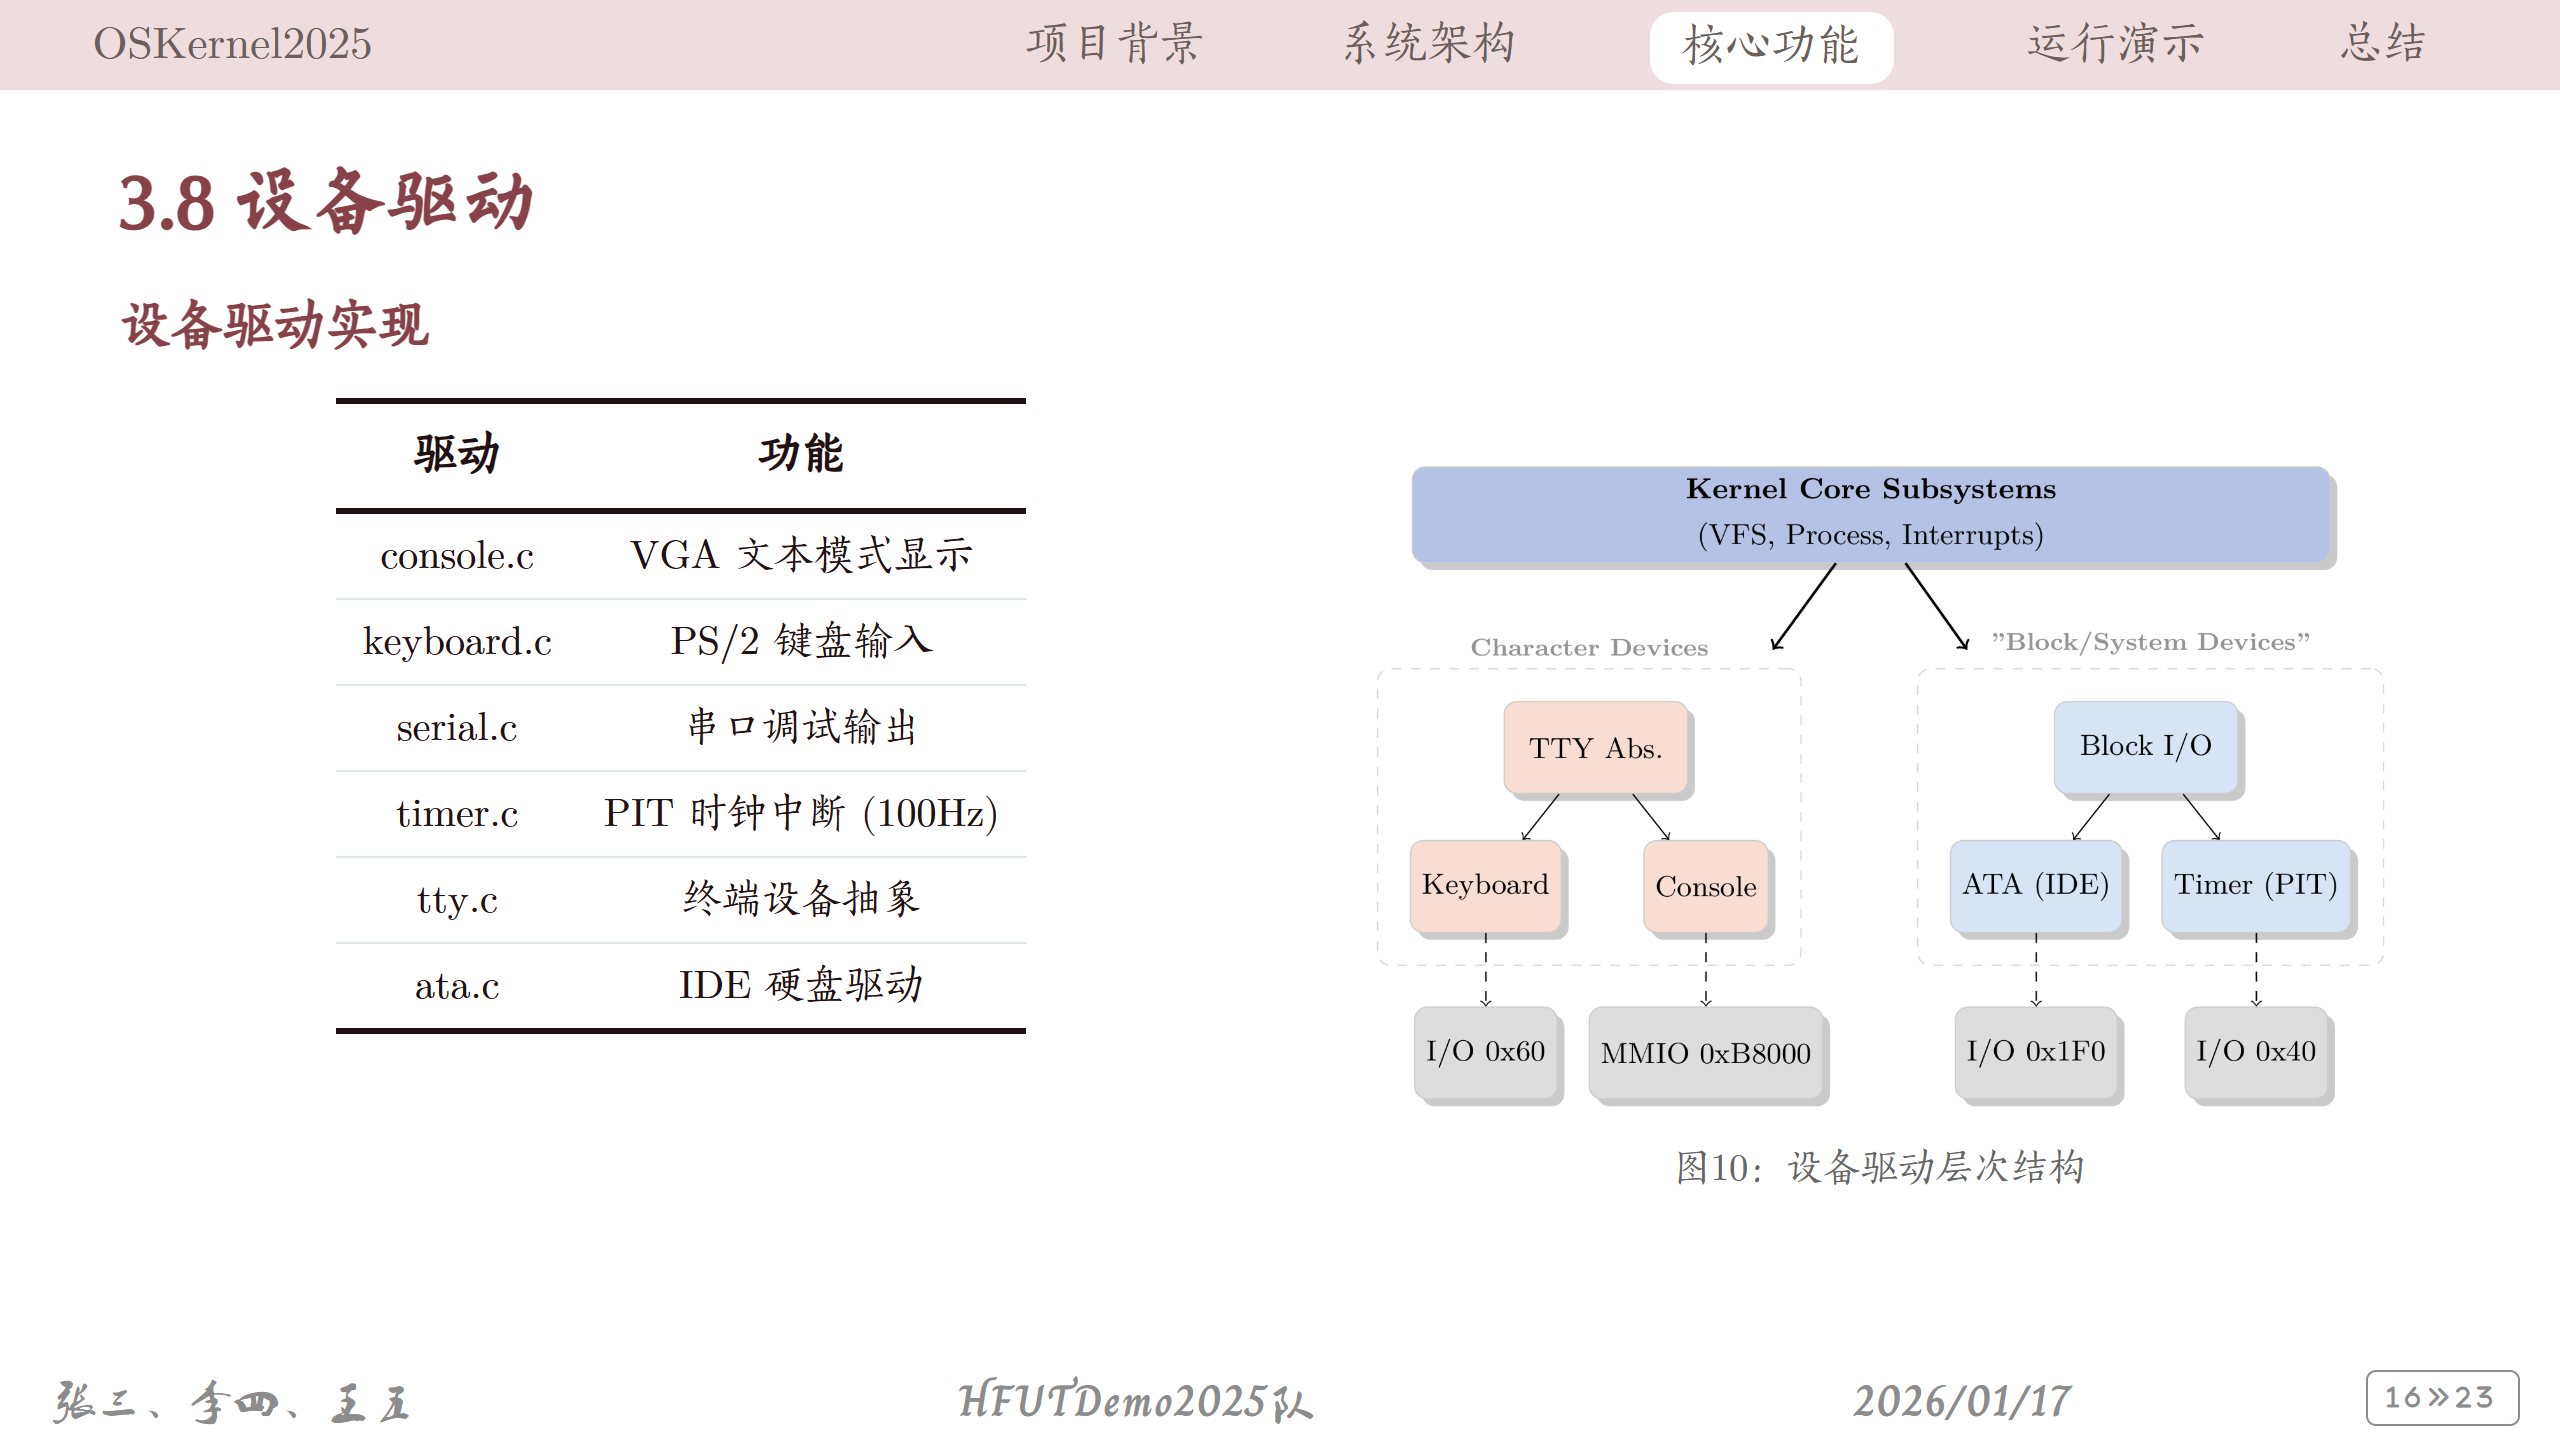 OSKernel2025 项目背景 系统架构 核心功能 运行演示 总结
3.8 设备驱动
设备驱动实现
驱动 功能
console.c VGA 文本模式显示
keyboard.c PS/2 键盘输入
serial.c 串口调试输出
timer.c PIT 时钟中断 (100Hz)
tty.c 终端设备抽象
ata.c IDE 硬盘驱动
Kernel Core Subsystems
(VFS, Process, Interrupts)
Character Devices
"Block/System Devices"
TTY Abs.
Block I/O
Keyboard
Console
ATA (IDE)
Timer (PIT)
I/O 0x60
MMIO 0xB8000
I/O 0x1F0
I/O 0x40
图10：设备驱动层次结构
张三、李四、王五 HFUTDemo2025队 2026/01/17 16»23